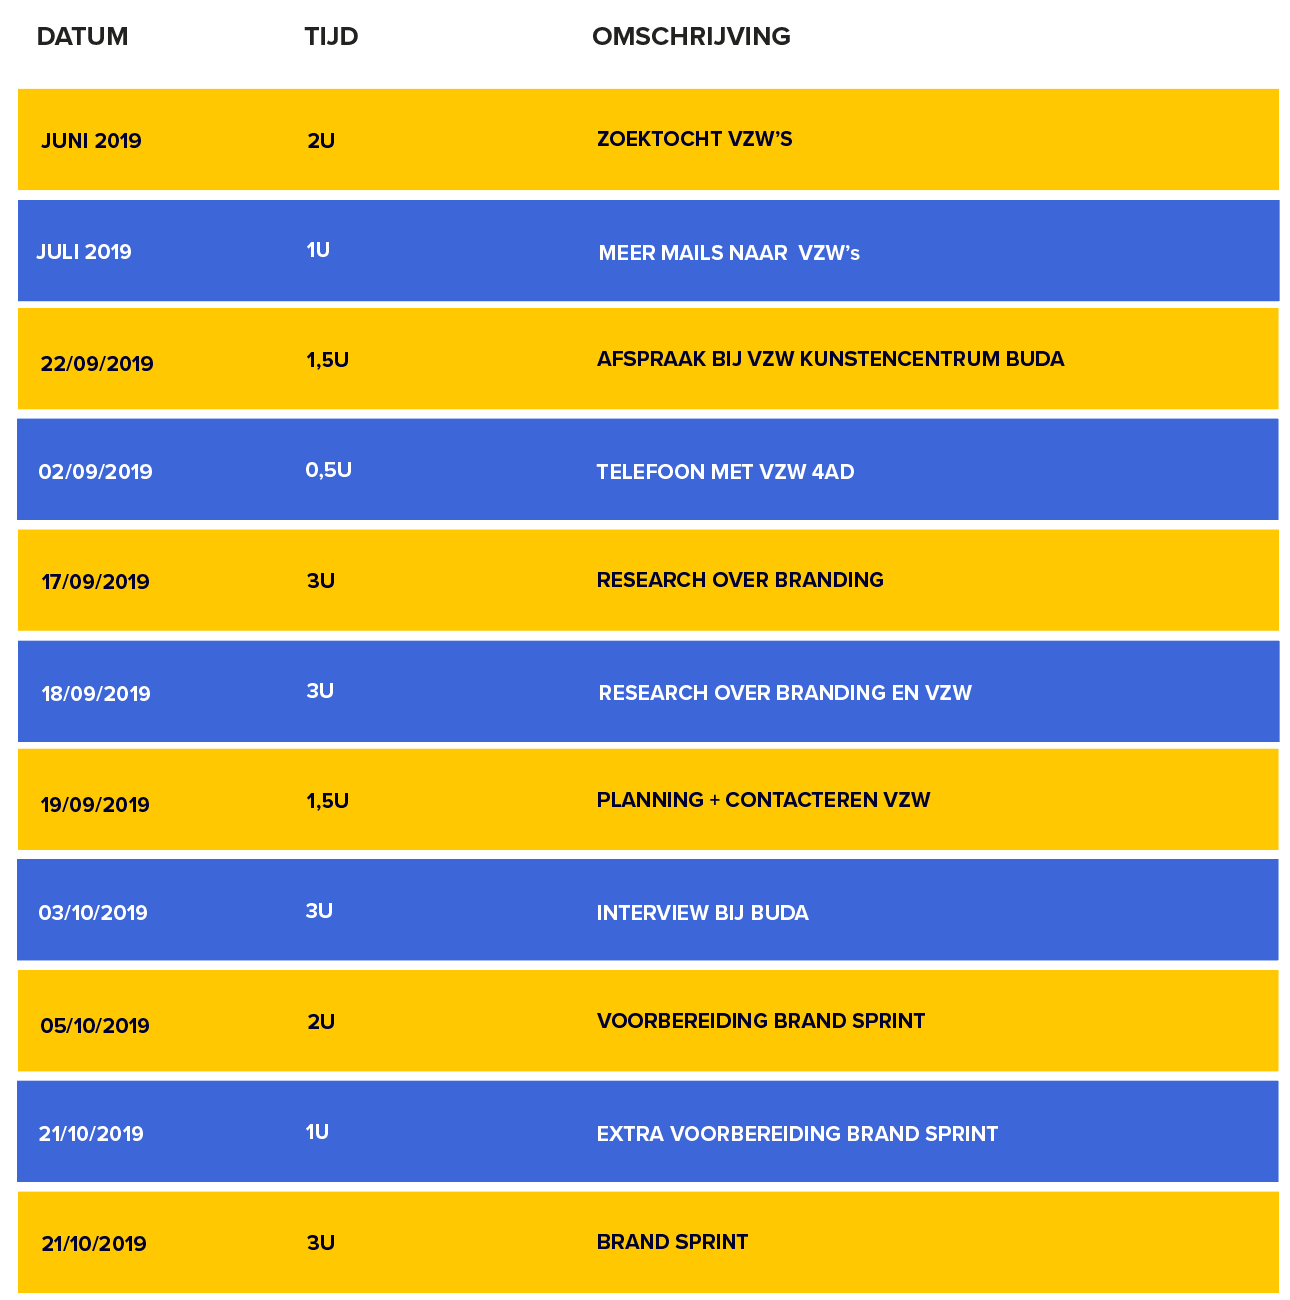 DATUM TIJD OMSCHRIJVING
JUNI 2019 2U ZOEKTOCHT VZW'S
JULI 2019 1U MEER MAILS NAAR  VZW's
22/09/2019 1,5U AFSPRAAK BIJ VZW KUNSTENCENTRUM BUDA
02/09/2019 0,5U TELEFOON MET VZW 4AD
17/09/2019 3U RESEARCH OVER BRANDING
18/09/2019 3U RESEARCH OVER BRANDING EN VZW
19/09/2019 1,5U PLANNING + CONTACTEREN VZW
03/10/2019 3U INTERVIEW BIJ BUDA
05/10/2019 2U VOORBEREIDING BRAND SPRINT
21/10/2019 1U EXTRA VOORBEREIDING BRAND SPRINT
21/10/2019 3U BRAND SPRINT